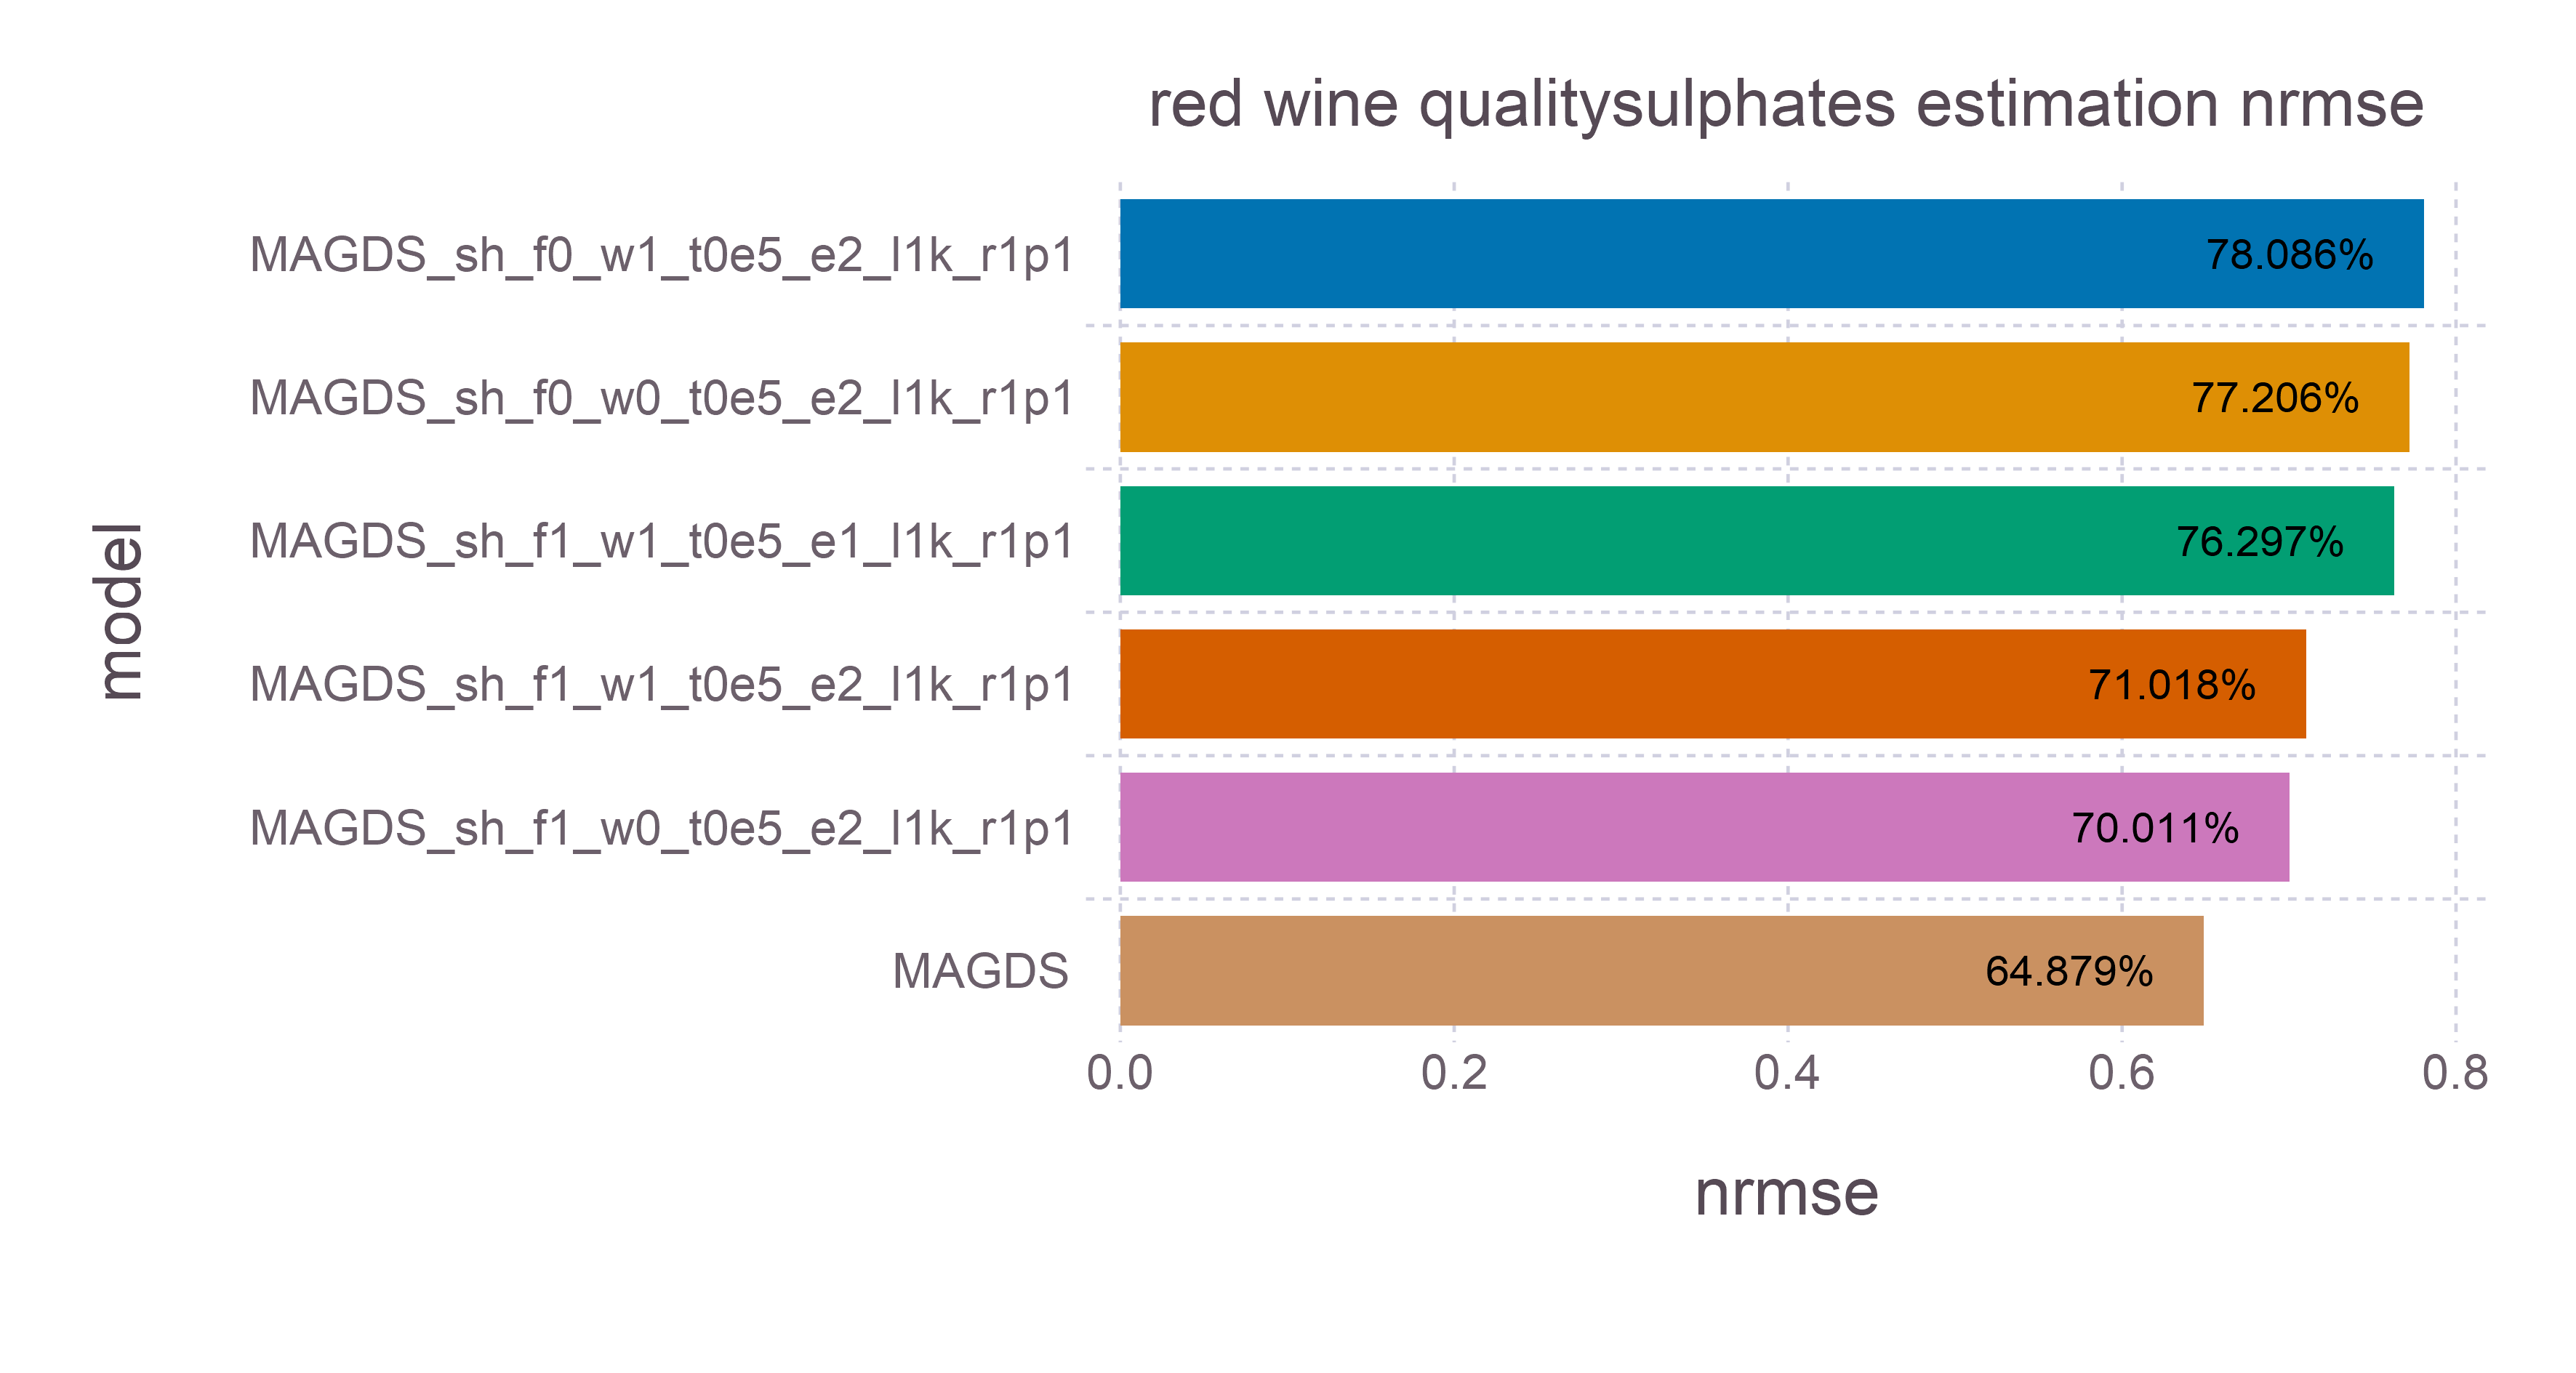 red wine qualitysulphates estimation nrmse
MAGDS_sh_f0_w1_t0e5_e2_l1k_r1p1
78.086%
MAGDS_sh_f0_w0_t0e5_e2_l1k_r1p1
77.206%
MAGDS_sh_f1_w1_t0e5_e1_l1k_r1p1
76.297%
MAGDS_sh_f1_w1_t0e5_e2_l1k_r1p1
71.018%
MAGDS_sh_f1_w0_t0e5_e2_l1k_r1p1
70.011%
MAGDS
64.879%
model
0.0 0.2 0.4 0.6 0.8
nrmse